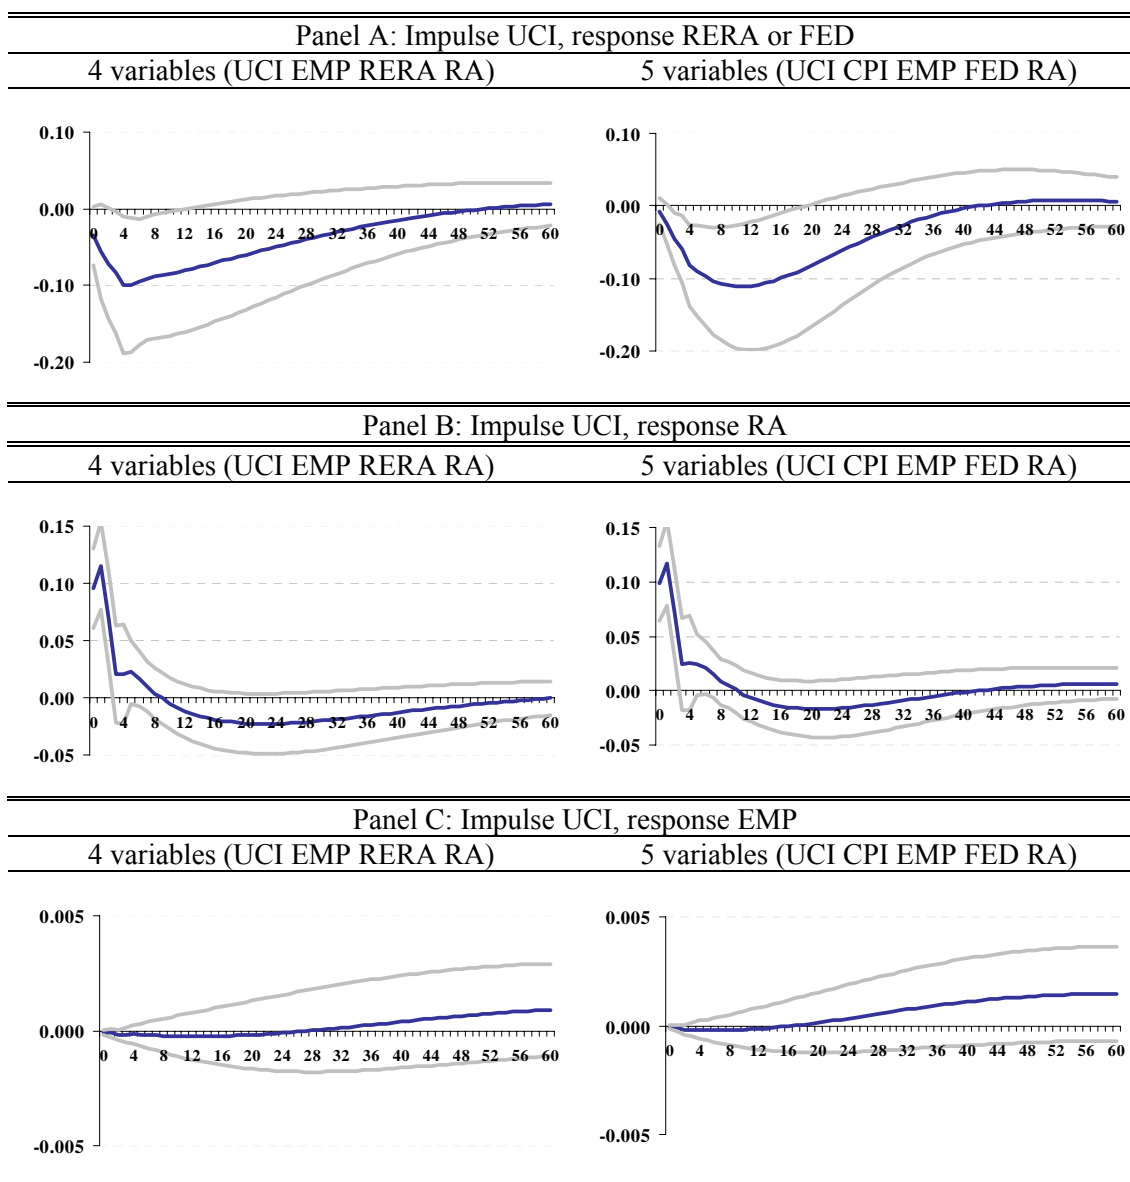 Panel A: Impulse UCI, response RERA or FED
4 variables (UCI EMP RERA RA) 5 variables (UCI CPI EMP FED RA)
0.10
0.00
0 4 8 12 16 20 24 28 32 36 40 44 48 52 56 60
-0.10
-0.20
0.10
0.00
0 4 8 12 16 20 24 28 32 36 40 44 48 52 56 60
-0.10
-0.20
Panel B: Impulse UCI, response RA
4 variables (UCI EMP RERA RA) 5 variables (UCI CPI EMP FED RA)
0.15
0.10
0.05
0.00
0 4 8 12 16 20 24 28 32 36 40 44 48 52 56 60
-0.05
0.15
0.10
0.05
0.00
0 4 8 12 16 20 24 28 32 36 40 44 48 52 56 60
-0.05
Panel C: Impulse UCI, response EMP
4 variables (UCI EMP RERA RA) 5 variables (UCI CPI EMP FED RA)
0.005
0.000
0 4 8 12 16 20 24 28 32 36 40 44 48 52 56 60
-0.005
0.005
0.000
0 4 8 12 16 20 24 28 32 36 40 44 48 52 56 60
-0.005